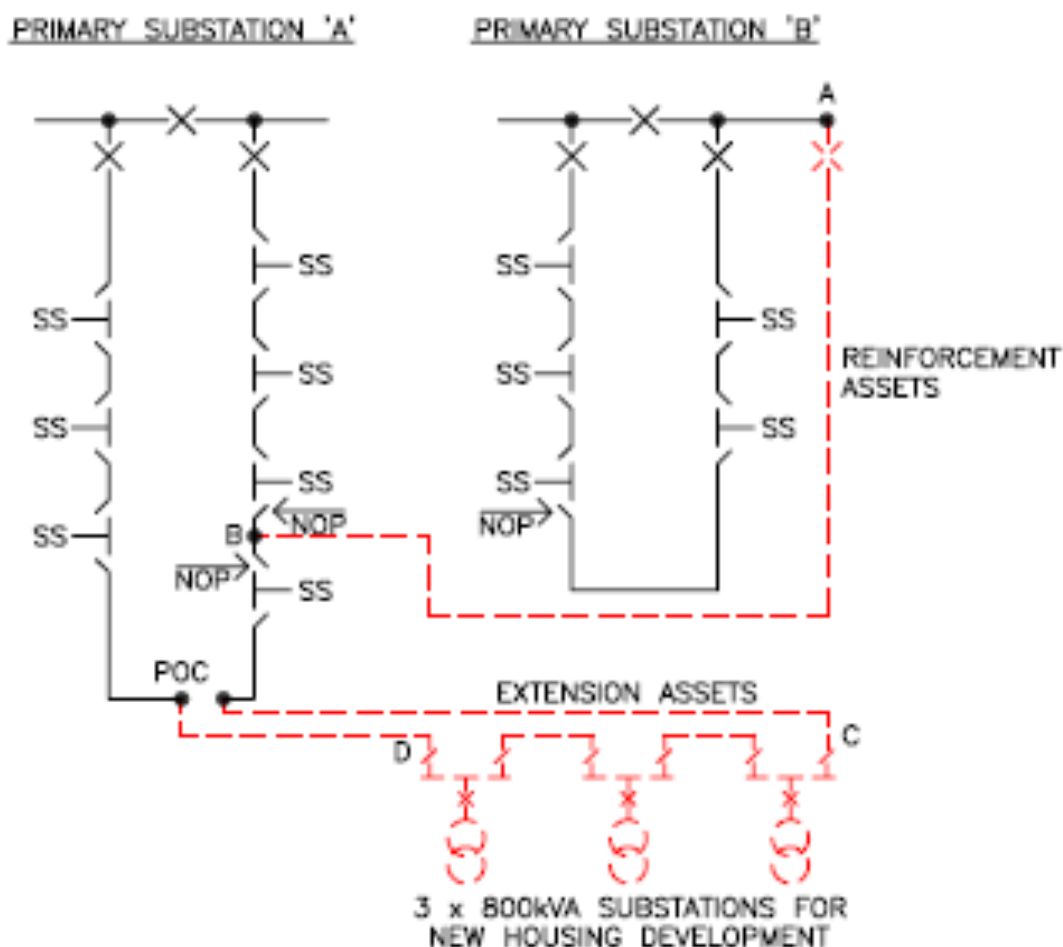 PRIMARY SUBSTATION 'A'
PRIMARY SUBSTATION 'B'
A
SS
SS
SS
SS
SS
REINFORCEMENT
ASSETS
SS
SS
SS
SS
SS
NOP
NOP
SS
B
NOP
SS
POC
EXTENSION ASSETS
D
C
3 x 800kVA SUBSTATIONS FOR
NEW HOUSING DEVELOPMENT